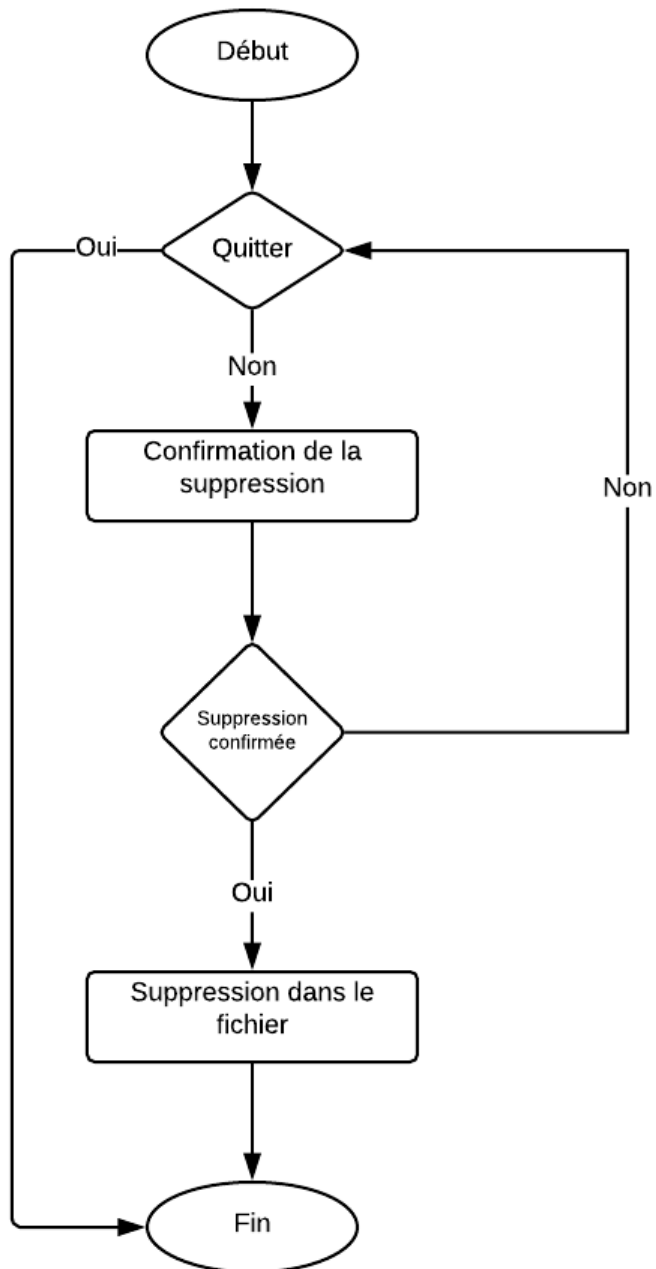 Début
Oui
Quitter
Non
Confirmation de la
suppression
Non
Suppression
confirmée
Oui
Suppression dans le
fichier
Fin